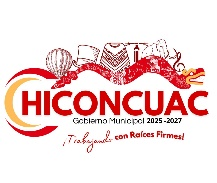 CHICONCUAC
Gobierno Municipal 2025 -2027
¡Trabajando con Raíces Firmes!